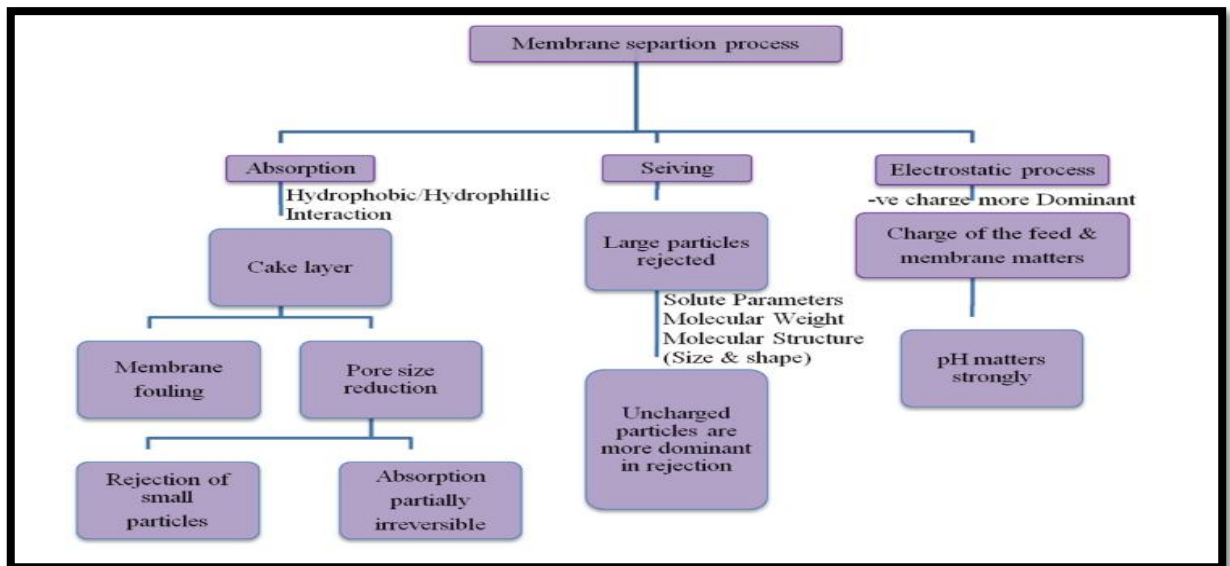 Membrane separtion process
Absorption
Seiving
Electrostatic process
Hydrophobic/Hydrophillic
Interaction
-ve charge more Dominant
Cake layer
Large particles
rejected
Charge of the feed &
membrane matters
Solute Parameters
Molecular Weight
Molecular Structure
(Size & shape)
Membrane
fouling
Pore size
reduction
pH matters
strongly
Uncharged
particles are
more dominant
in rejection
Rejection of
small
particles
Absorption
partially
irreversible